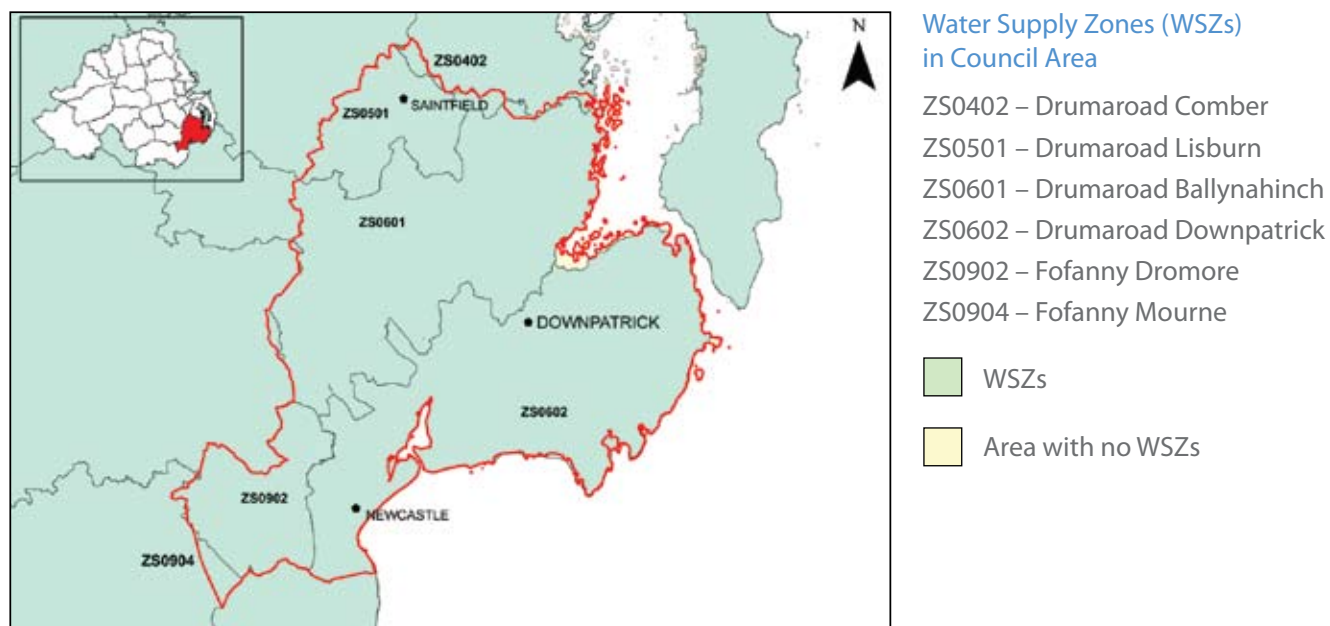 N
ZS0402
SAINTFIELD
ZS0501
ZS0601
DOWNPATRICK
ZS0602
ZS0902
NEWCASTLE
ZS0904
Water Supply Zones (WSZs)
in Council Area
ZS0402 – Drumaroad Comber
ZS0501 – Drumaroad Lisburn
ZS0601 – Drumaroad Ballynahinch
ZS0602 – Drumaroad Downpatrick
ZS0902 – Fofanny Dromore
ZS0904 – Fofanny Mourne
WSZs
Area with no WSZs